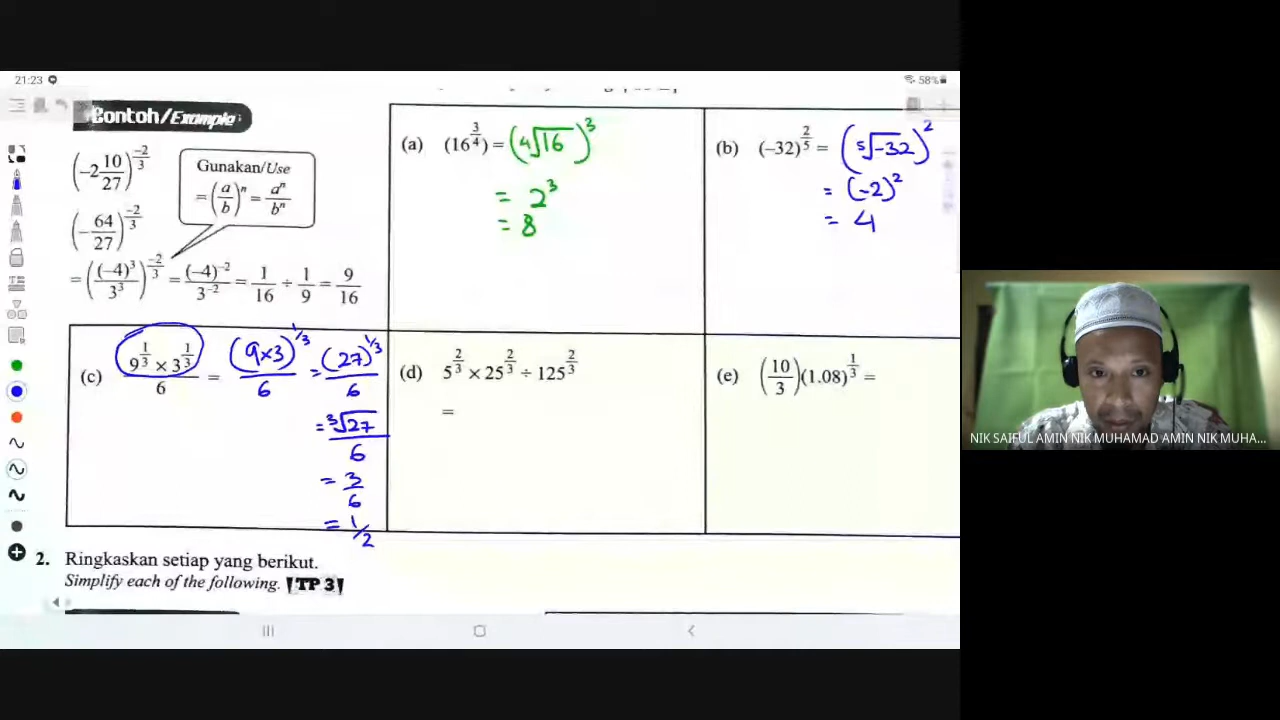 21:23
58%
Contoh/Example
(-2 10/27)^(-2/3)
Gunakan/Use
= (a/b)^n = a^n/b^n
(-64/27)^(-2/3)
= ((-4)^3/3^3)^(-2/3) = (-4)^-2/3^-2 = 1/16 ÷ 1/9 = 9/16
(a) (16^(3/4)) = (⁴√16)^3
= 2^3
= 8
(b) (-32)^(2/5) = (⁵√-32)^2
= (-2)^2
= 4
(c) 9^(1/3) × 3^(1/3) / 6 = (9×3)^(1/3) / 6 = (27)^(1/3) / 6
= ³√27 / 6
= 3/6
= 1/2
(d) 5^(2/3) × 25^(2/3) ÷ 125^(2/3)
=
(e) (10/3)(1.08)^(1/3) =
2. Ringkaskan setiap yang berikut.
Simplify each of the following. TP 3
NIK SAIFUL AMIN NIK MUHAMAD AMIN NIK MUHA...